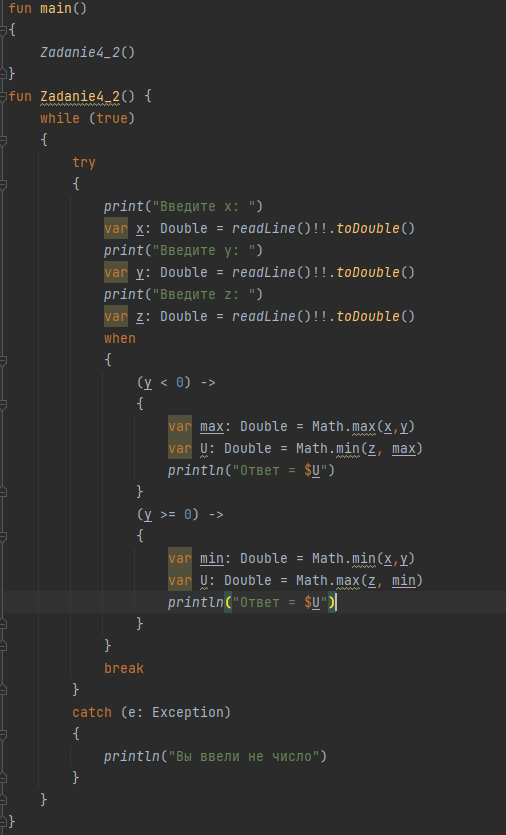 fun main()
{
    Zadanie4_2()
}
fun Zadanie4_2() {
    while (true)
    {
        try
        {
            print("Введите x: ")
            var x: Double = readLine()!!.toDouble()
            print("Введите y: ")
            var y: Double = readLine()!!.toDouble()
            print("Введите z: ")
            var z: Double = readLine()!!.toDouble()
            when
            {
                (y < 0) ->
                {
                    var max: Double = Math.max(x,y)
                    var U: Double = Math.min(z, max)
                    println("Ответ = $U")
                }
                (y >= 0) ->
                {
                    var min: Double = Math.min(x,y)
                    var U: Double = Math.max(z, min)
                    println("Ответ = $U")
                }
            }
            break
        }
        catch (e: Exception)
        {
            println("Вы ввели не число")
        }
    }
}